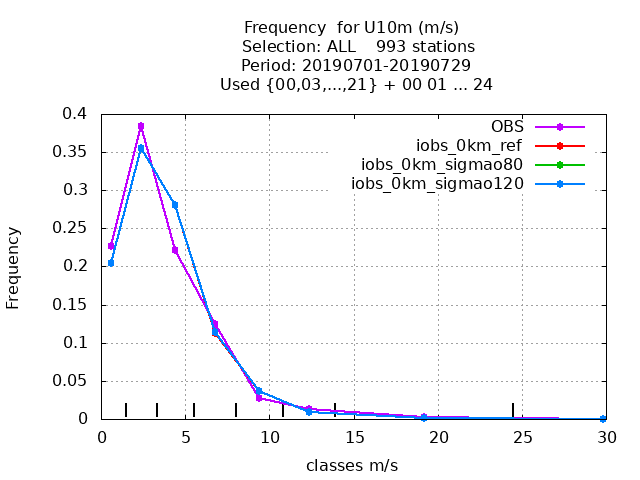 Frequency  for U10m (m/s)
Selection: ALL    993 stations
Period: 20190701-20190729
Used {00,03,...,21} + 00 01 ... 24
OBS
iobs_0km_ref
iobs_0km_sigmao80
iobs_0km_sigmao120
0.4
0.35
0.3
0.25
0.2
0.15
0.1
0.05
0
Frequency
0 5 10 15 20 25 30
classes m/s